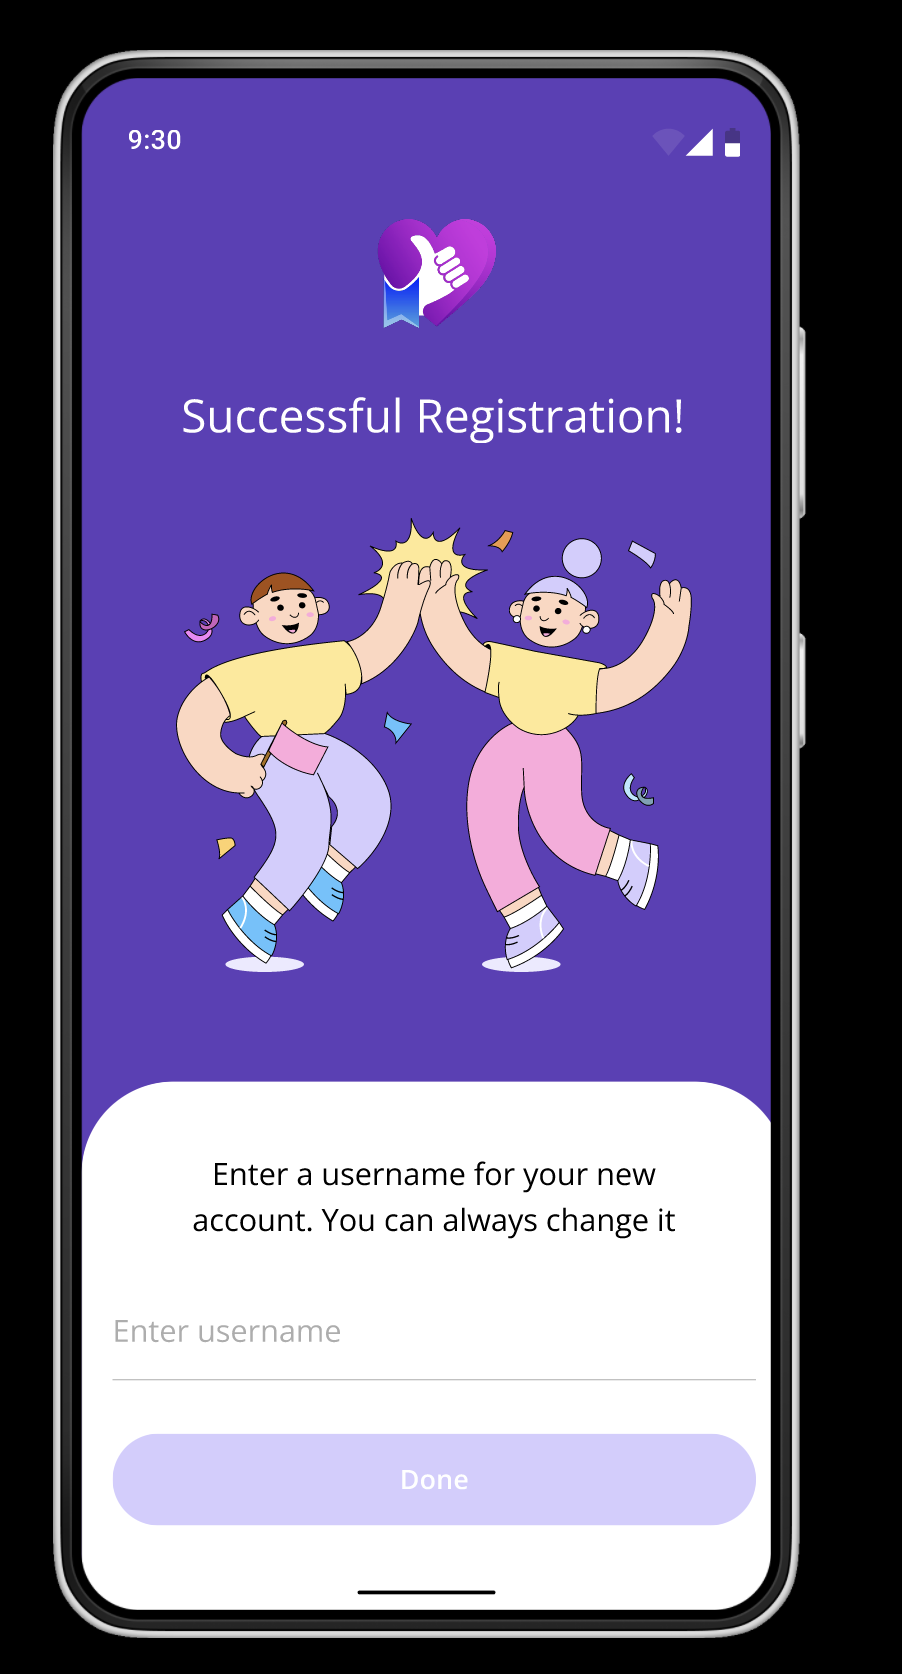 9:30
Successful Registration!
Enter a username for your new
account. You can always change it
Enter username
Done